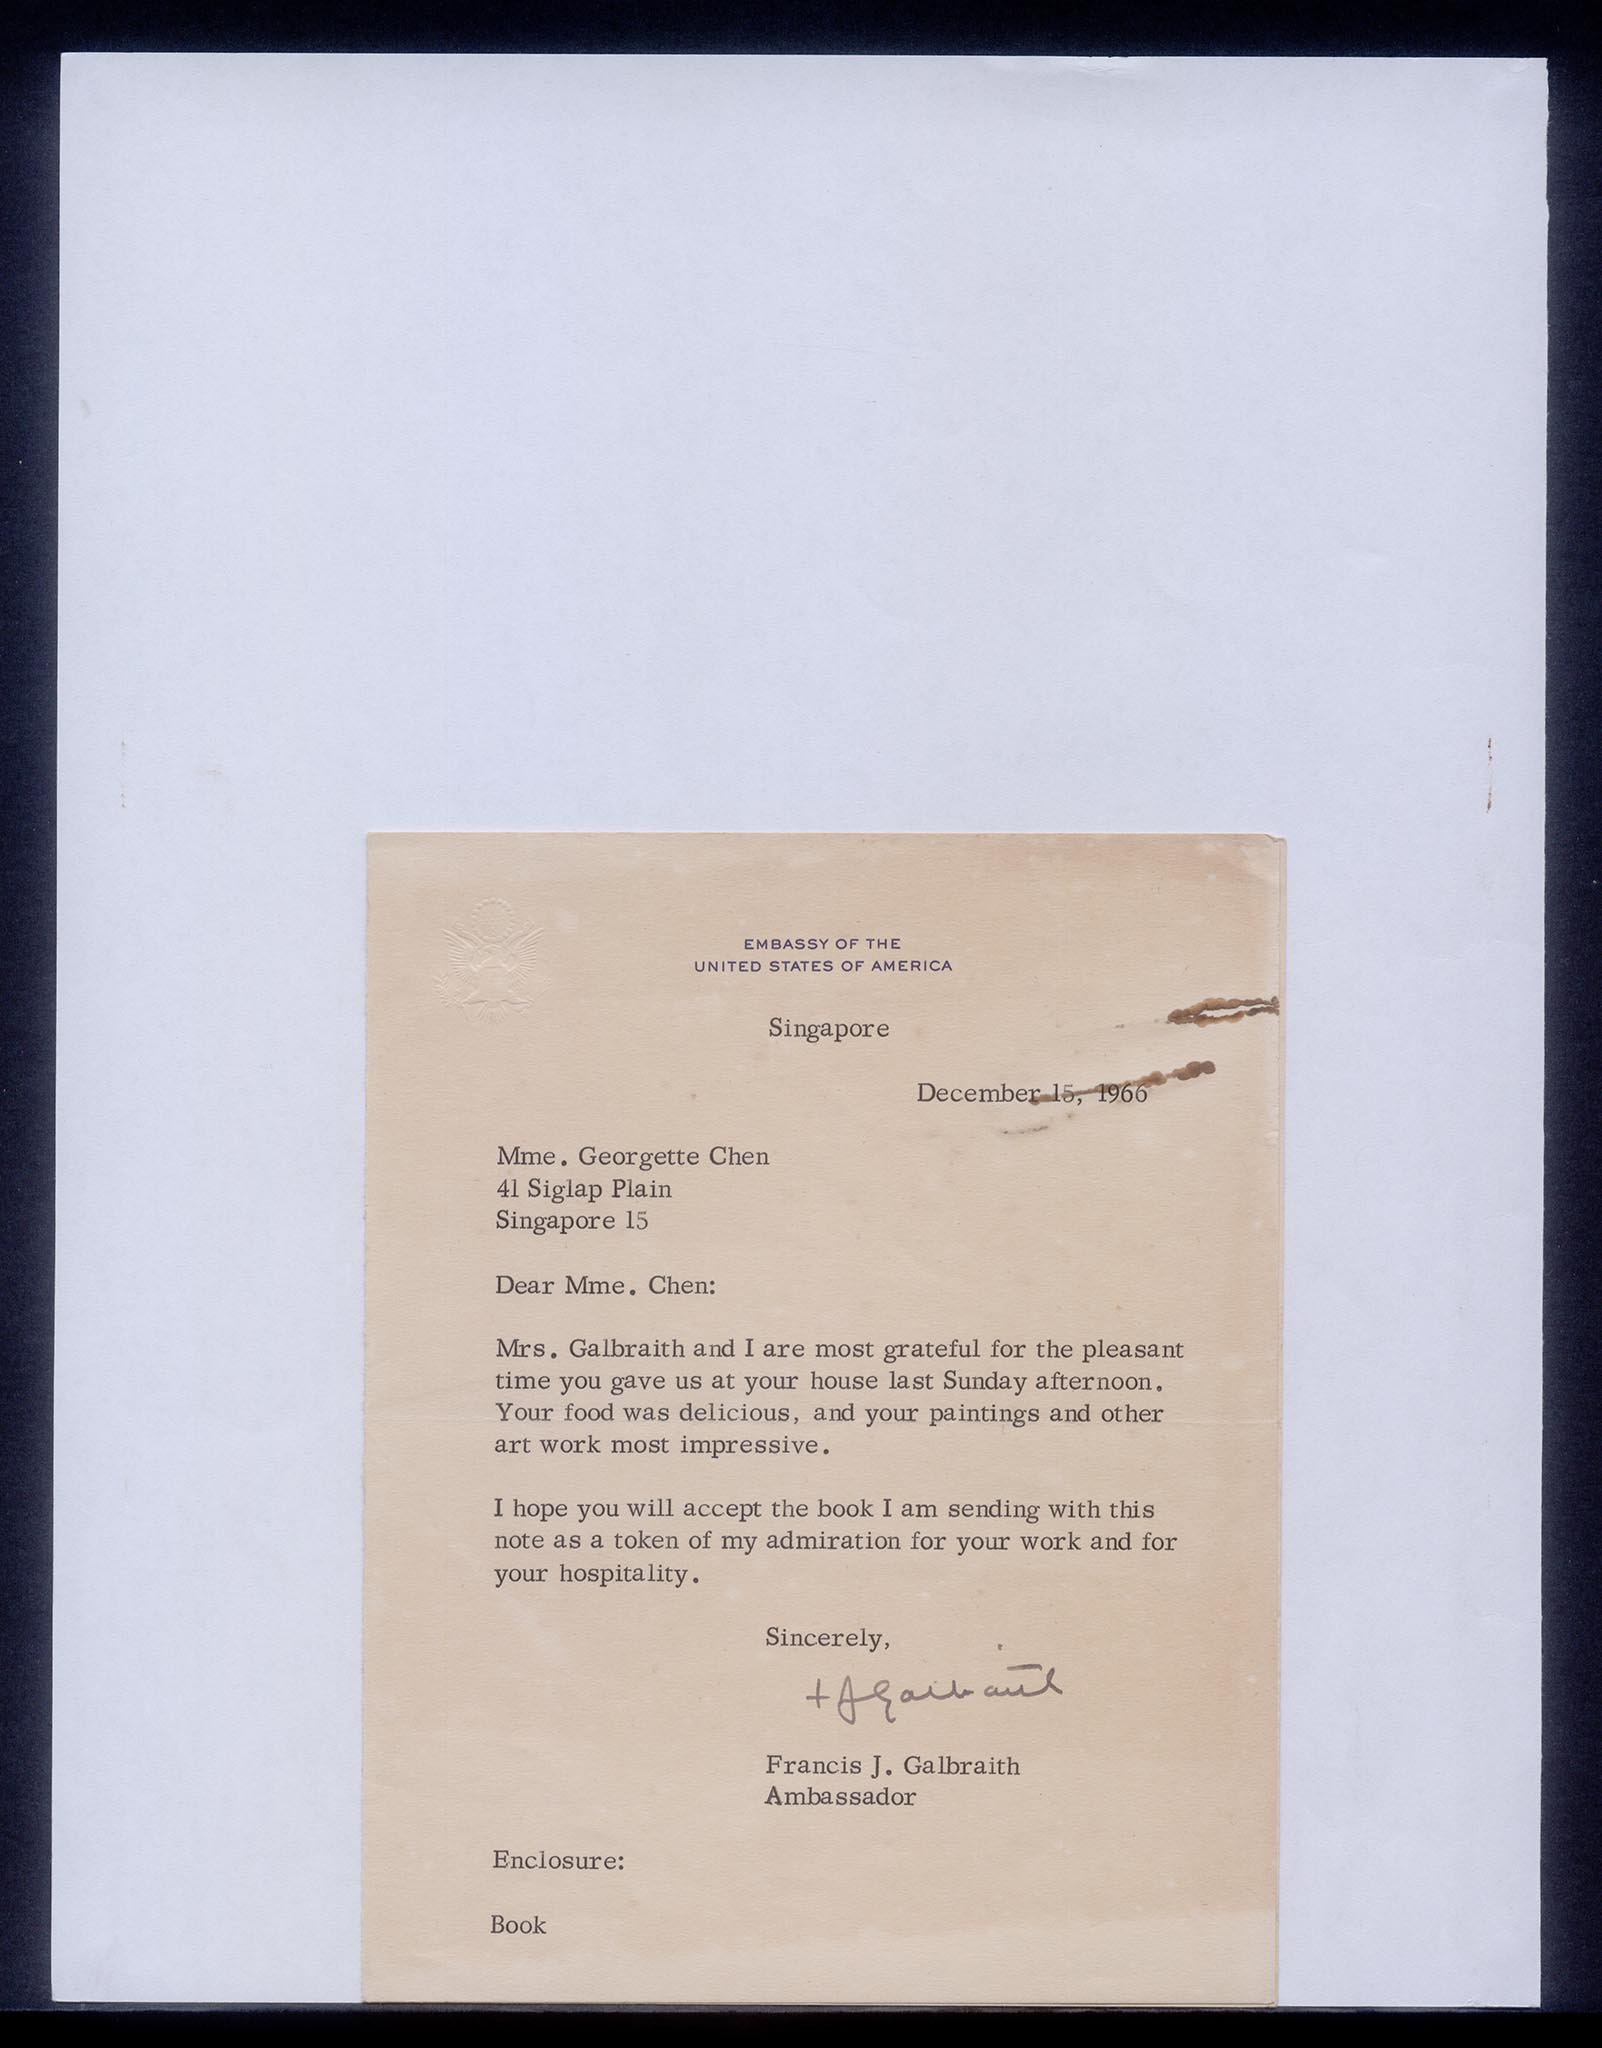 EMBASSY OF THE
UNITED STATES OF AMERICA
Singapore
December 15, 1966
Mme. Georgette Chen
41 Siglap Plain
Singapore 15
Dear Mme. Chen:
Mrs. Galbraith and I are most grateful for the pleasant
time you gave us at your house last Sunday afternoon.
Your food was delicious, and your paintings and other
art work most impressive.
I hope you will accept the book I am sending with this
note as a token of my admiration for your work and for
your hospitality.
Sincerely,
FJGalbraith
Francis J. Galbraith
Ambassador
Enclosure:
Book